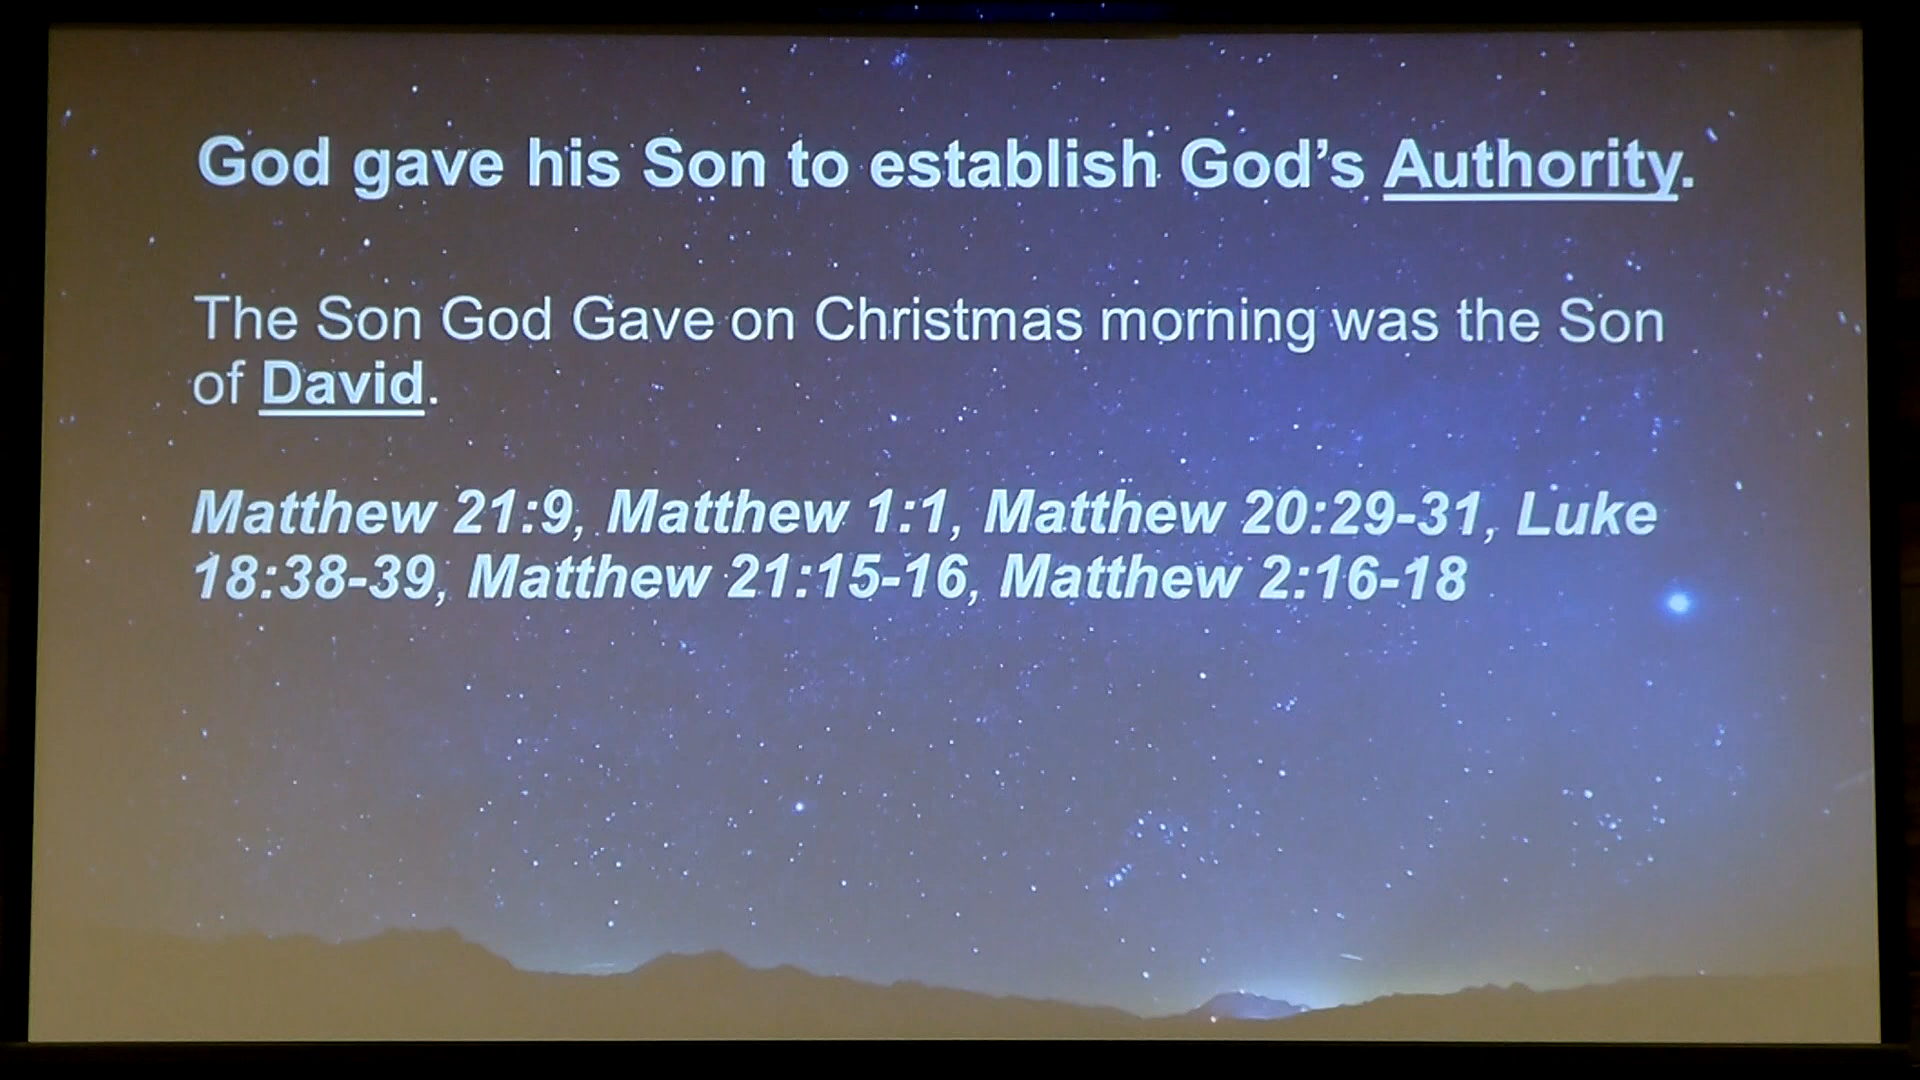 God gave his Son to establish God’s Authority.
The Son God Gave on Christmas morning was the Son
of David.
Matthew 21:9, Matthew 1:1, Matthew 20:29-31, Luke
18:38-39, Matthew 21:15-16, Matthew 2:16-18